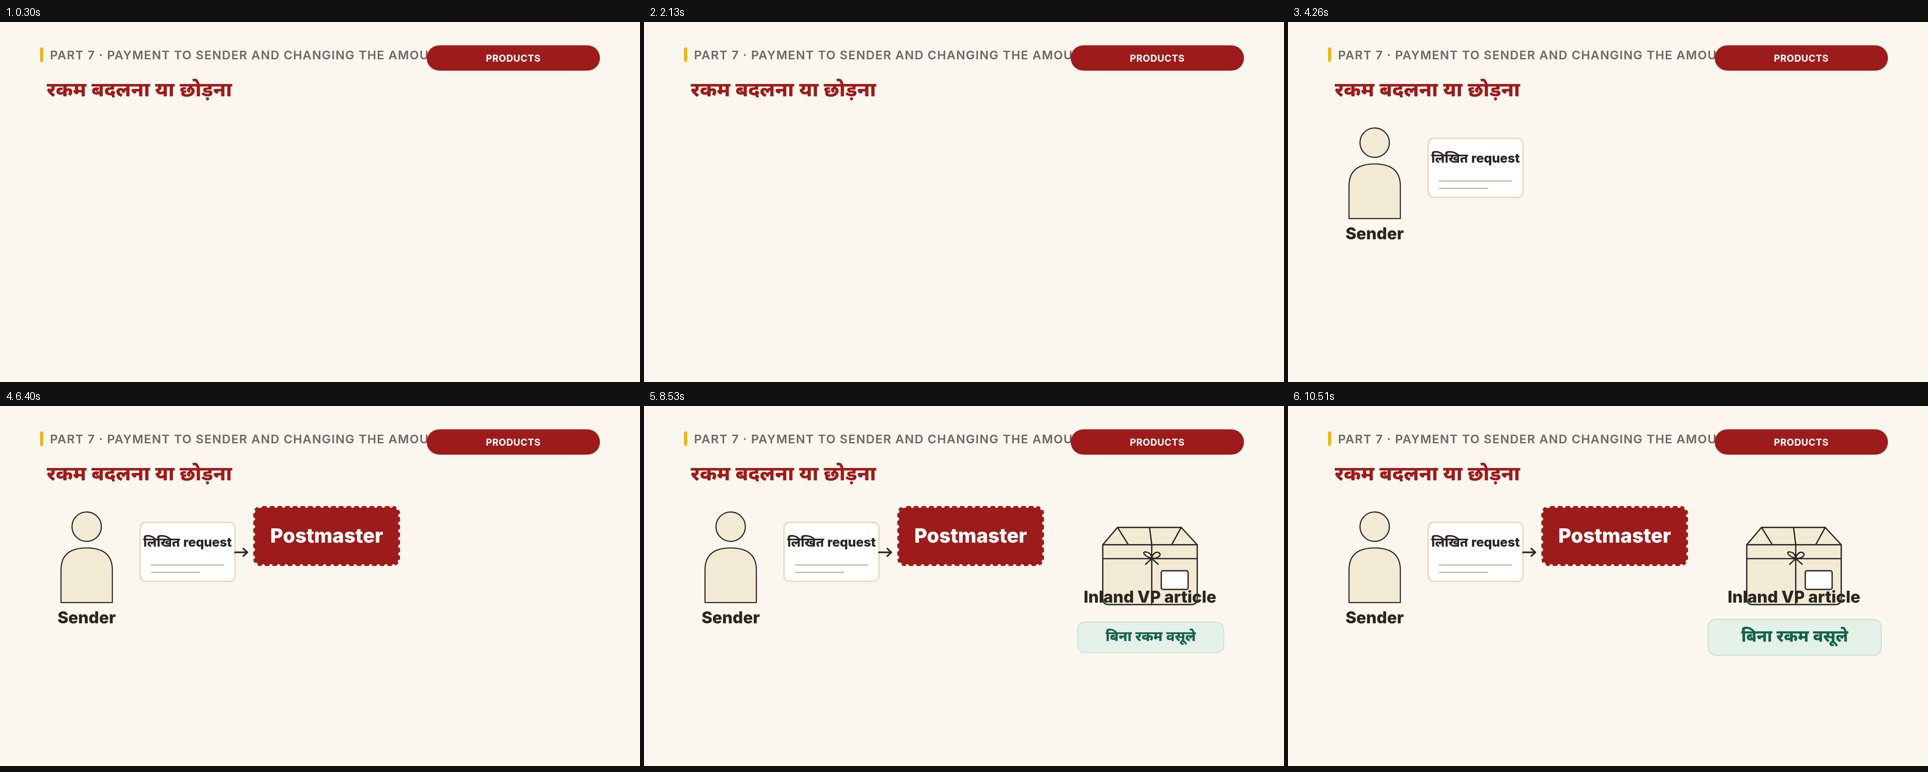 1. 0.30s
PART 7 · PAYMENT TO SENDER AND CHANGING THE AMOU
PRODUCTS
रकम बदलना या छोड़ना
2. 2.13s
PART 7 · PAYMENT TO SENDER AND CHANGING THE AMOU
PRODUCTS
रकम बदलना या छोड़ना
3. 4.26s
PART 7 · PAYMENT TO SENDER AND CHANGING THE AMOU
PRODUCTS
रकम बदलना या छोड़ना
लिखित request
Sender
4. 6.40s
PART 7 · PAYMENT TO SENDER AND CHANGING THE AMOU
PRODUCTS
रकम बदलना या छोड़ना
लिखित request
Postmaster
Sender
5. 8.53s
PART 7 · PAYMENT TO SENDER AND CHANGING THE AMOU
PRODUCTS
रकम बदलना या छोड़ना
लिखित request
Postmaster
Sender
Inland VP article
बिना रकम वसूले
6. 10.51s
PART 7 · PAYMENT TO SENDER AND CHANGING THE AMOU
PRODUCTS
रकम बदलना या छोड़ना
लिखित request
Postmaster
Sender
Inland VP article
बिना रकम वसूले